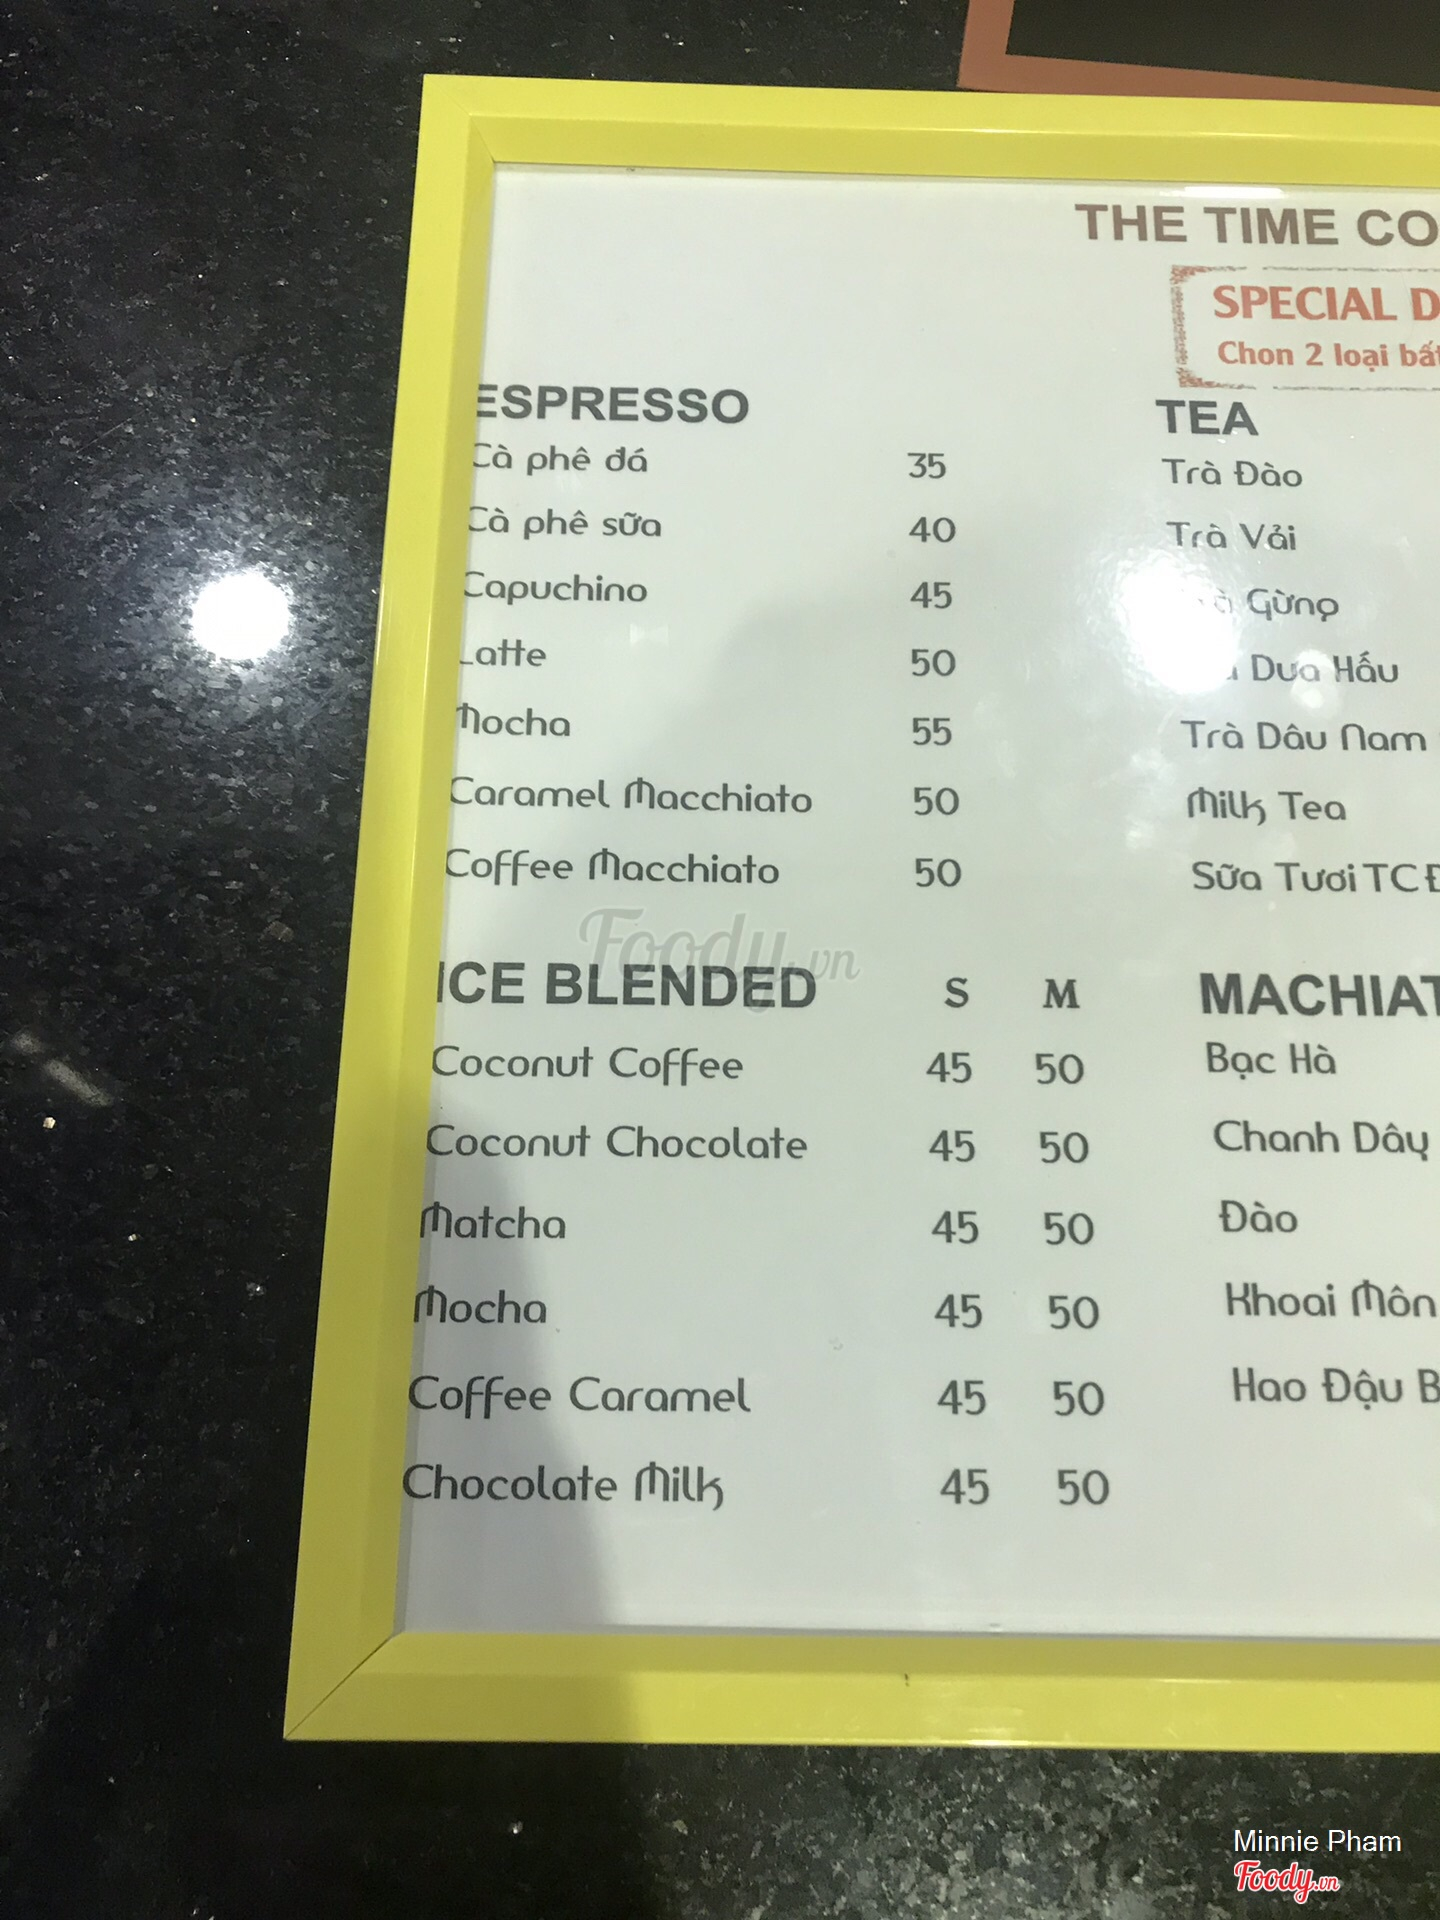 THE TIME CO
SPECIAL D
Chon 2 loại bất
ESPRESSO
Cà phê đá 35
Cà phê sữa 40
Capuchino 45
Latte 50
Mocha 55
Caramel Macchiato 50
Coffee Macchiato 50
TEA
Trà Đào
Trà Vải
Gừng
Dưa Hấu
Trà Dâu Nam
Milk Tea
Sữa Tươi TCĐ
ICE BLENDED S M
Coconut Coffee 45 50
Coconut Chocolate 45 50
Matcha 45 50
Mocha 45 50
Coffee Caramel 45 50
Chocolate Milk 45 50
MACHIAT
Bạc Hà
Chanh Dây
Đào
Khoai Môn
Hao Đậu B
Foody.vn
Minnie Pham
Foody.vn